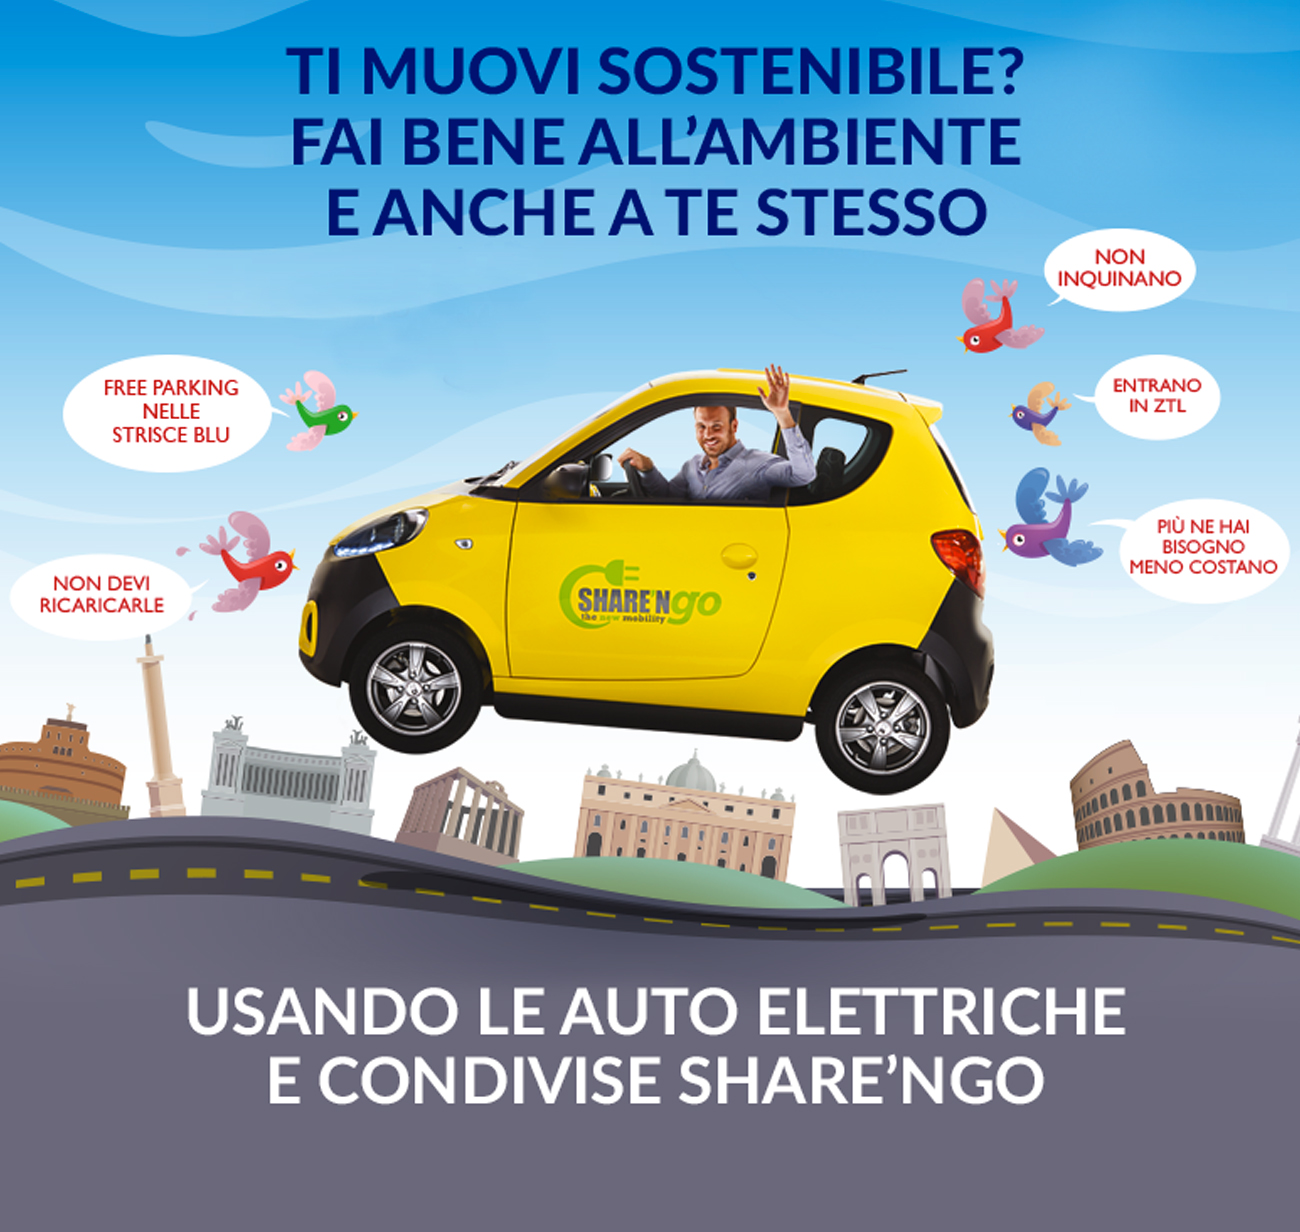 TI MUOVI SOSTENIBILE?
FAI BENE ALL’AMBIENTE
E ANCHE A TE STESSO
NON
INQUINANO
FREE PARKING
NELLE
STRISCE BLU
ENTRANO
IN ZTL
PIÙ NE HAI
BISOGNO
MENO COSTANO
NON DEVI
RICARICARLE
SHARE'Ngo
the new mobility
USANDO LE AUTO ELETTRICHE
E CONDIVISE SHARE’NGO